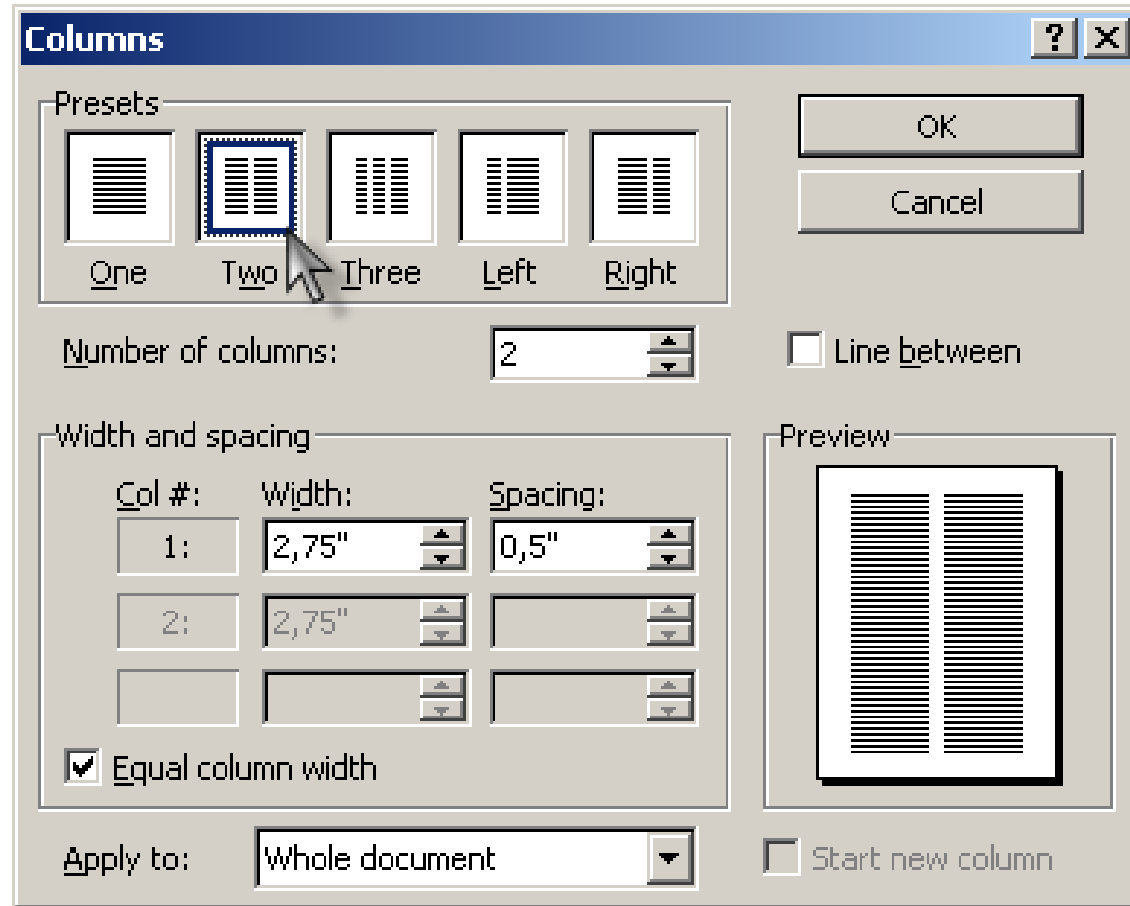 Columns
Presets
OK
Cancel
One Two Three Left Right
Number of columns: 2
Line between
Width and spacing
Preview
Col #: Width: Spacing:
1: 2,75" 0,5"
2: 2,75"
Equal column width
Apply to: Whole document
Start new column